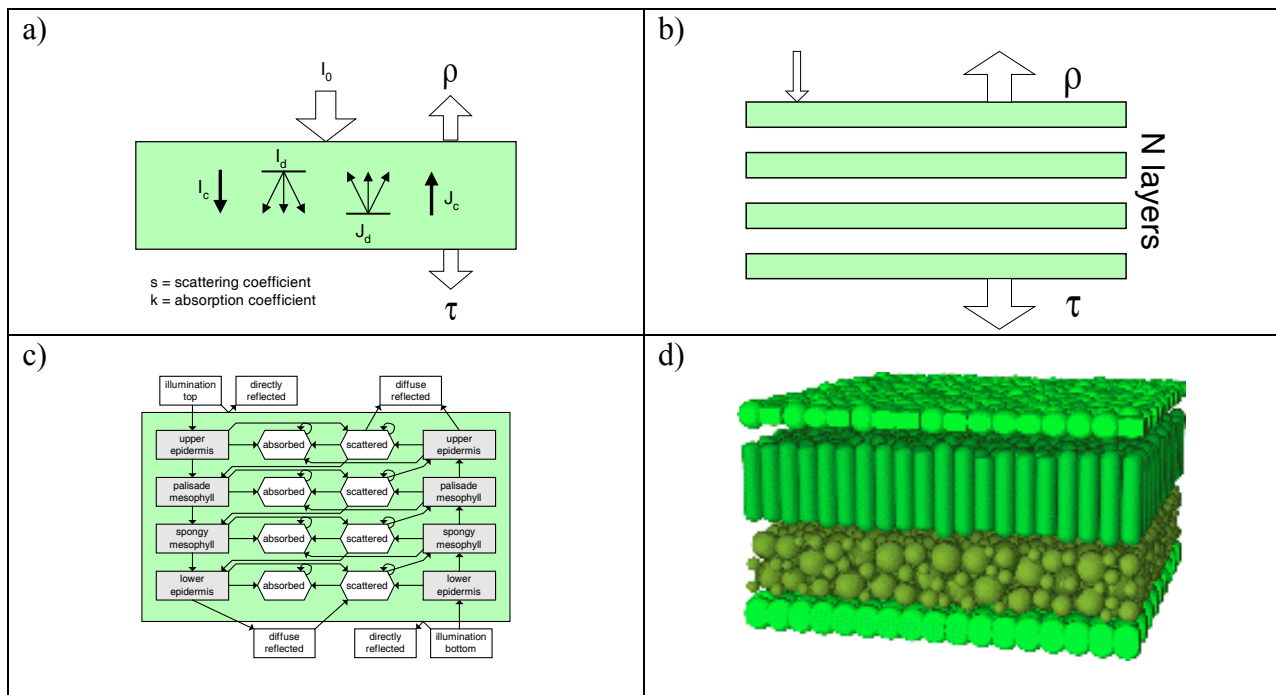 a)
I0
ρ
Id
Ic
Jc
Jd
s = scattering coefficient
k = absorption coefficient
τ
b)
ρ
N layers
τ
c)
illumination
top
directly
reflected
diffuse
reflected
upper
epidermis
absorbed
scattered
upper
epidermis
palisade
mesophyll
absorbed
scattered
palisade
mesophyll
spongy
mesophyll
absorbed
scattered
spongy
mesophyll
lower
epidermis
absorbed
scattered
lower
epidermis
diffuse
reflected
directly
reflected
illumination
bottom
d)